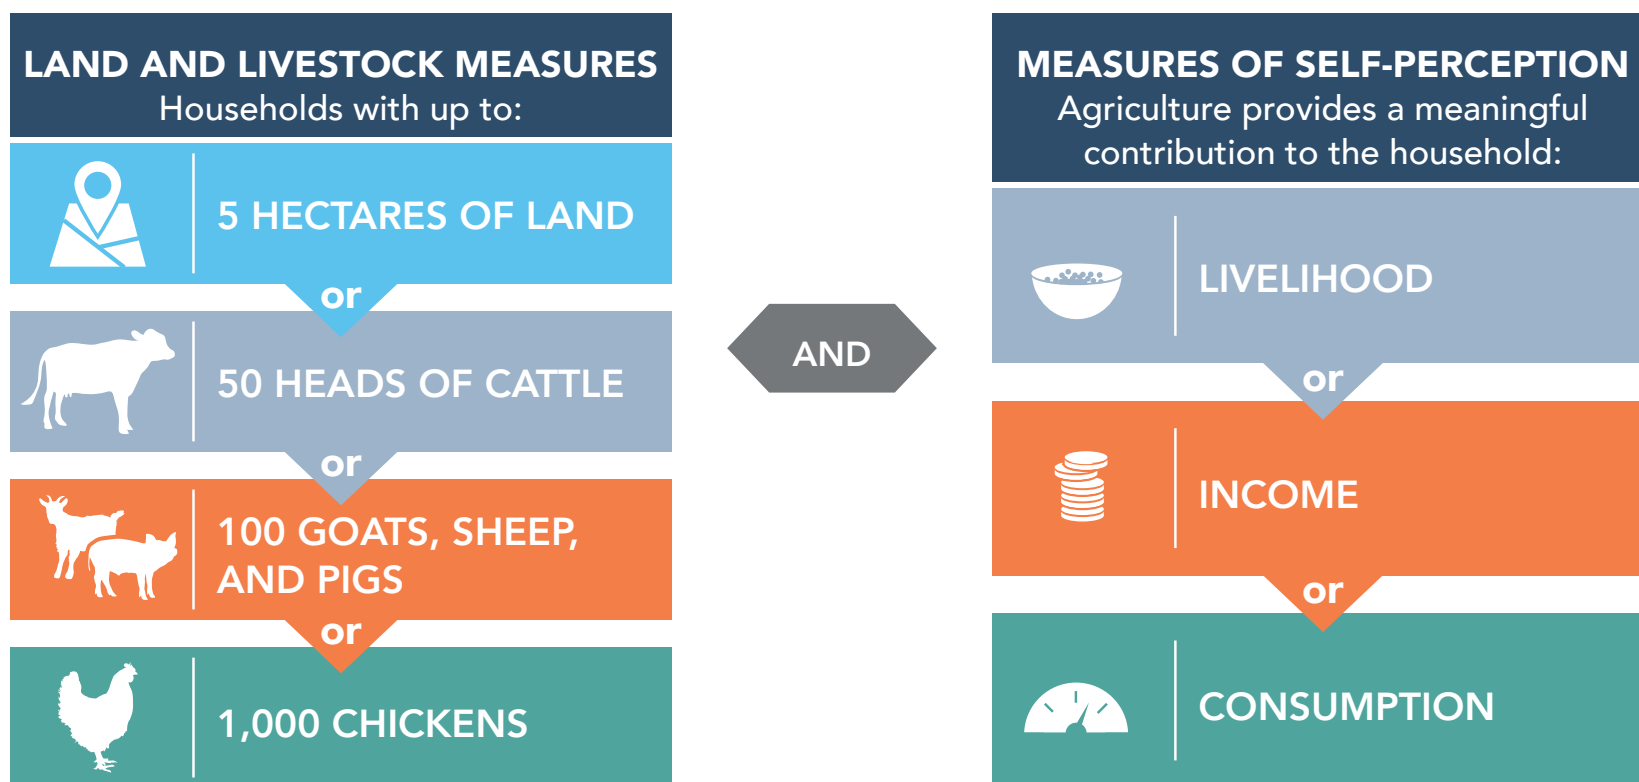 LAND AND LIVESTOCK MEASURES
Households with up to:
5 HECTARES OF LAND
or
50 HEADS OF CATTLE
or
100 GOATS, SHEEP,
AND PIGS
or
1,000 CHICKENS
AND
MEASURES OF SELF-PERCEPTION
Agriculture provides a meaningful
contribution to the household:
LIVELIHOOD
or
INCOME
or
CONSUMPTION